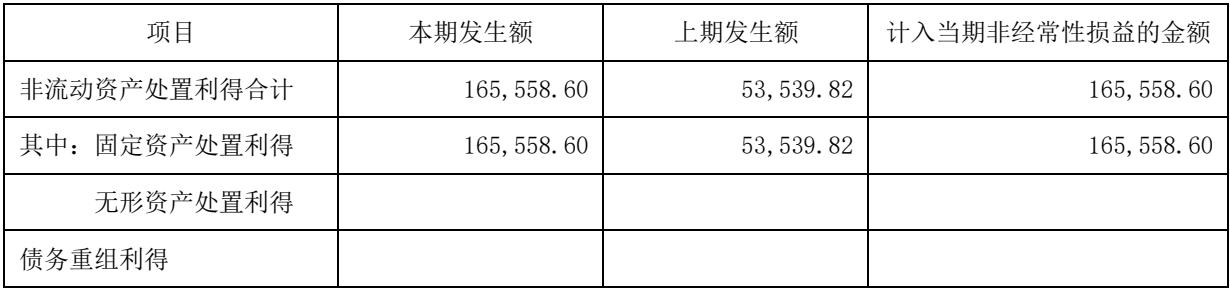 项目 本期发生额 上期发生额 计入当期非经常性损益的金额
非流动资产处置利得合计 165,558.60 53,539.82 165,558.60
其中：固定资产处置利得 165,558.60 53,539.82 165,558.60
无形资产处置利得
债务重组利得